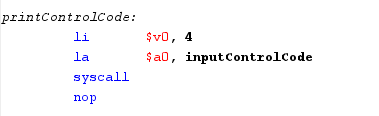 printControlCode:
li $v0, 4
la $a0, inputControlCode
syscall
nop